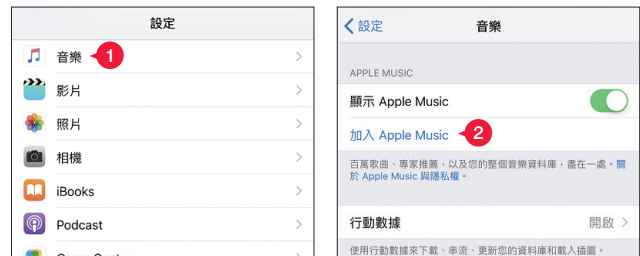 設定
音樂 1
影片
照片
相機
iBooks
Podcast
Game Center
設定
音樂
APPLE MUSIC
顯示 Apple Music
加入 Apple Music 2
百萬歌曲、專家推薦，以及您的整個音樂資料庫，盡在一處。關
於 Apple Music 與隱私權。
行動數據 開啟
使用行動數據來下載、串流、更新您的資料庫和載入插圖。